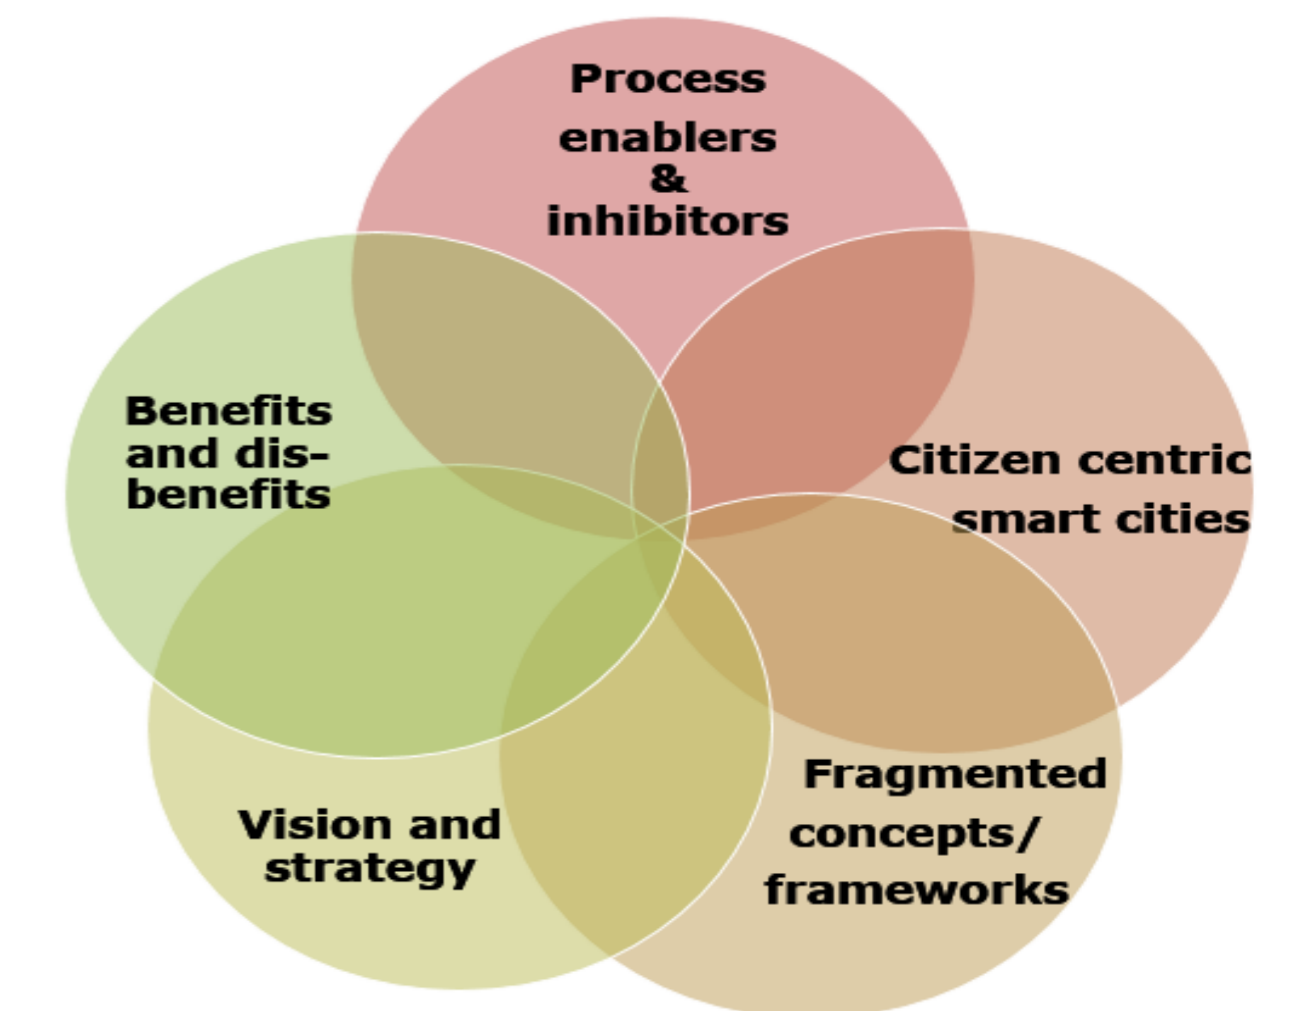 Process
enablers
&
inhibitors
Benefits
and dis-
benefits
Citizen centric
smart cities
Vision and
strategy
Fragmented
concepts/
frameworks